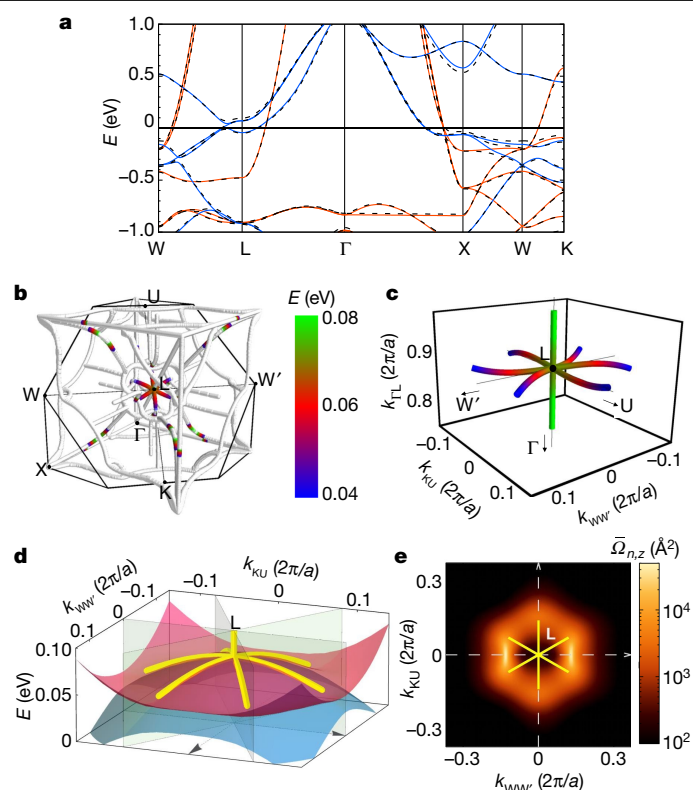 a
1.0
0.5
0
−0.5
−1.0
E (eV)
W L Γ X W K
b
U
L
W
W′
Γ
X
K
E (eV)
0.08
0.06
0.04
c
k_ΓL (2π/a)
0.9
0.8
L
W′
U
Γ
−0.1
0
0.1
k_KU (2π/a)
0.1
0
−0.1
k_WW′ (2π/a)
d
k_WW′ (2π/a)
−0.1
0
0.1
k_KU (2π/a)
−0.1
0
0.1
L
E (eV)
0.10
0.05
0
e
Ω̄n,z (Å²)
10⁴
10³
10²
k_KU (2π/a)
0.3
0
−0.3
L
−0.3 0 0.3
k_WW′ (2π/a)